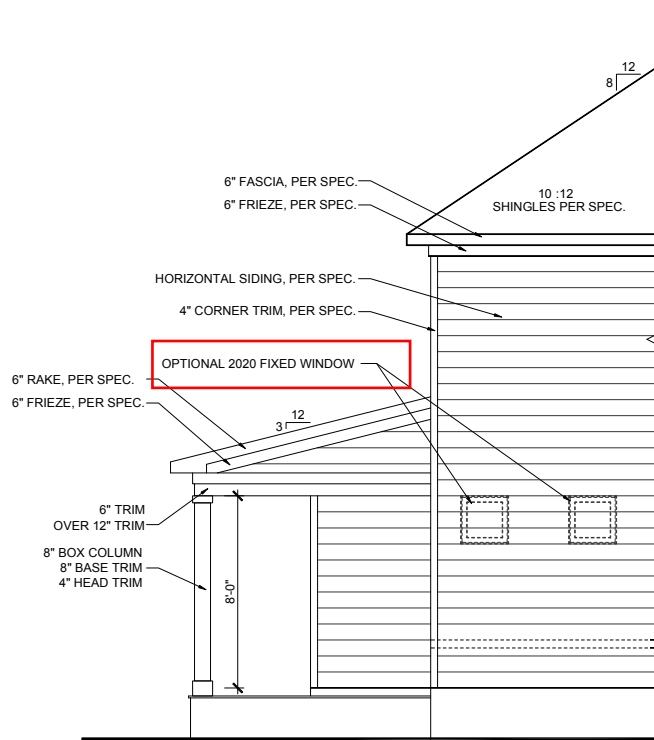 12
8
6" FASCIA, PER SPEC.
10 :12
SHINGLES PER SPEC.
6" FRIEZE, PER SPEC.
HORIZONTAL SIDING, PER SPEC.
4" CORNER TRIM, PER SPEC.
OPTIONAL 2020 FIXED WINDOW
6" RAKE, PER SPEC.
6" FRIEZE, PER SPEC.
12
3
6" TRIM
OVER 12" TRIM
8" BOX COLUMN
8" BASE TRIM
4" HEAD TRIM
8'-0"